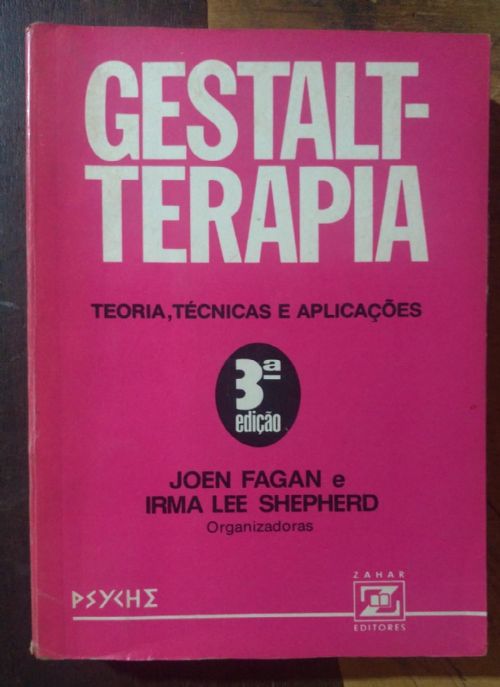 GESTALT-
TERAPIA
TEORIA, TÉCNICAS E APLICAÇÕES
3ª
edição
JOEN FAGAN e
IRMA LEE SHEPHERD
Organizadoras
PSYCHE
ZAHAR
EDITORES